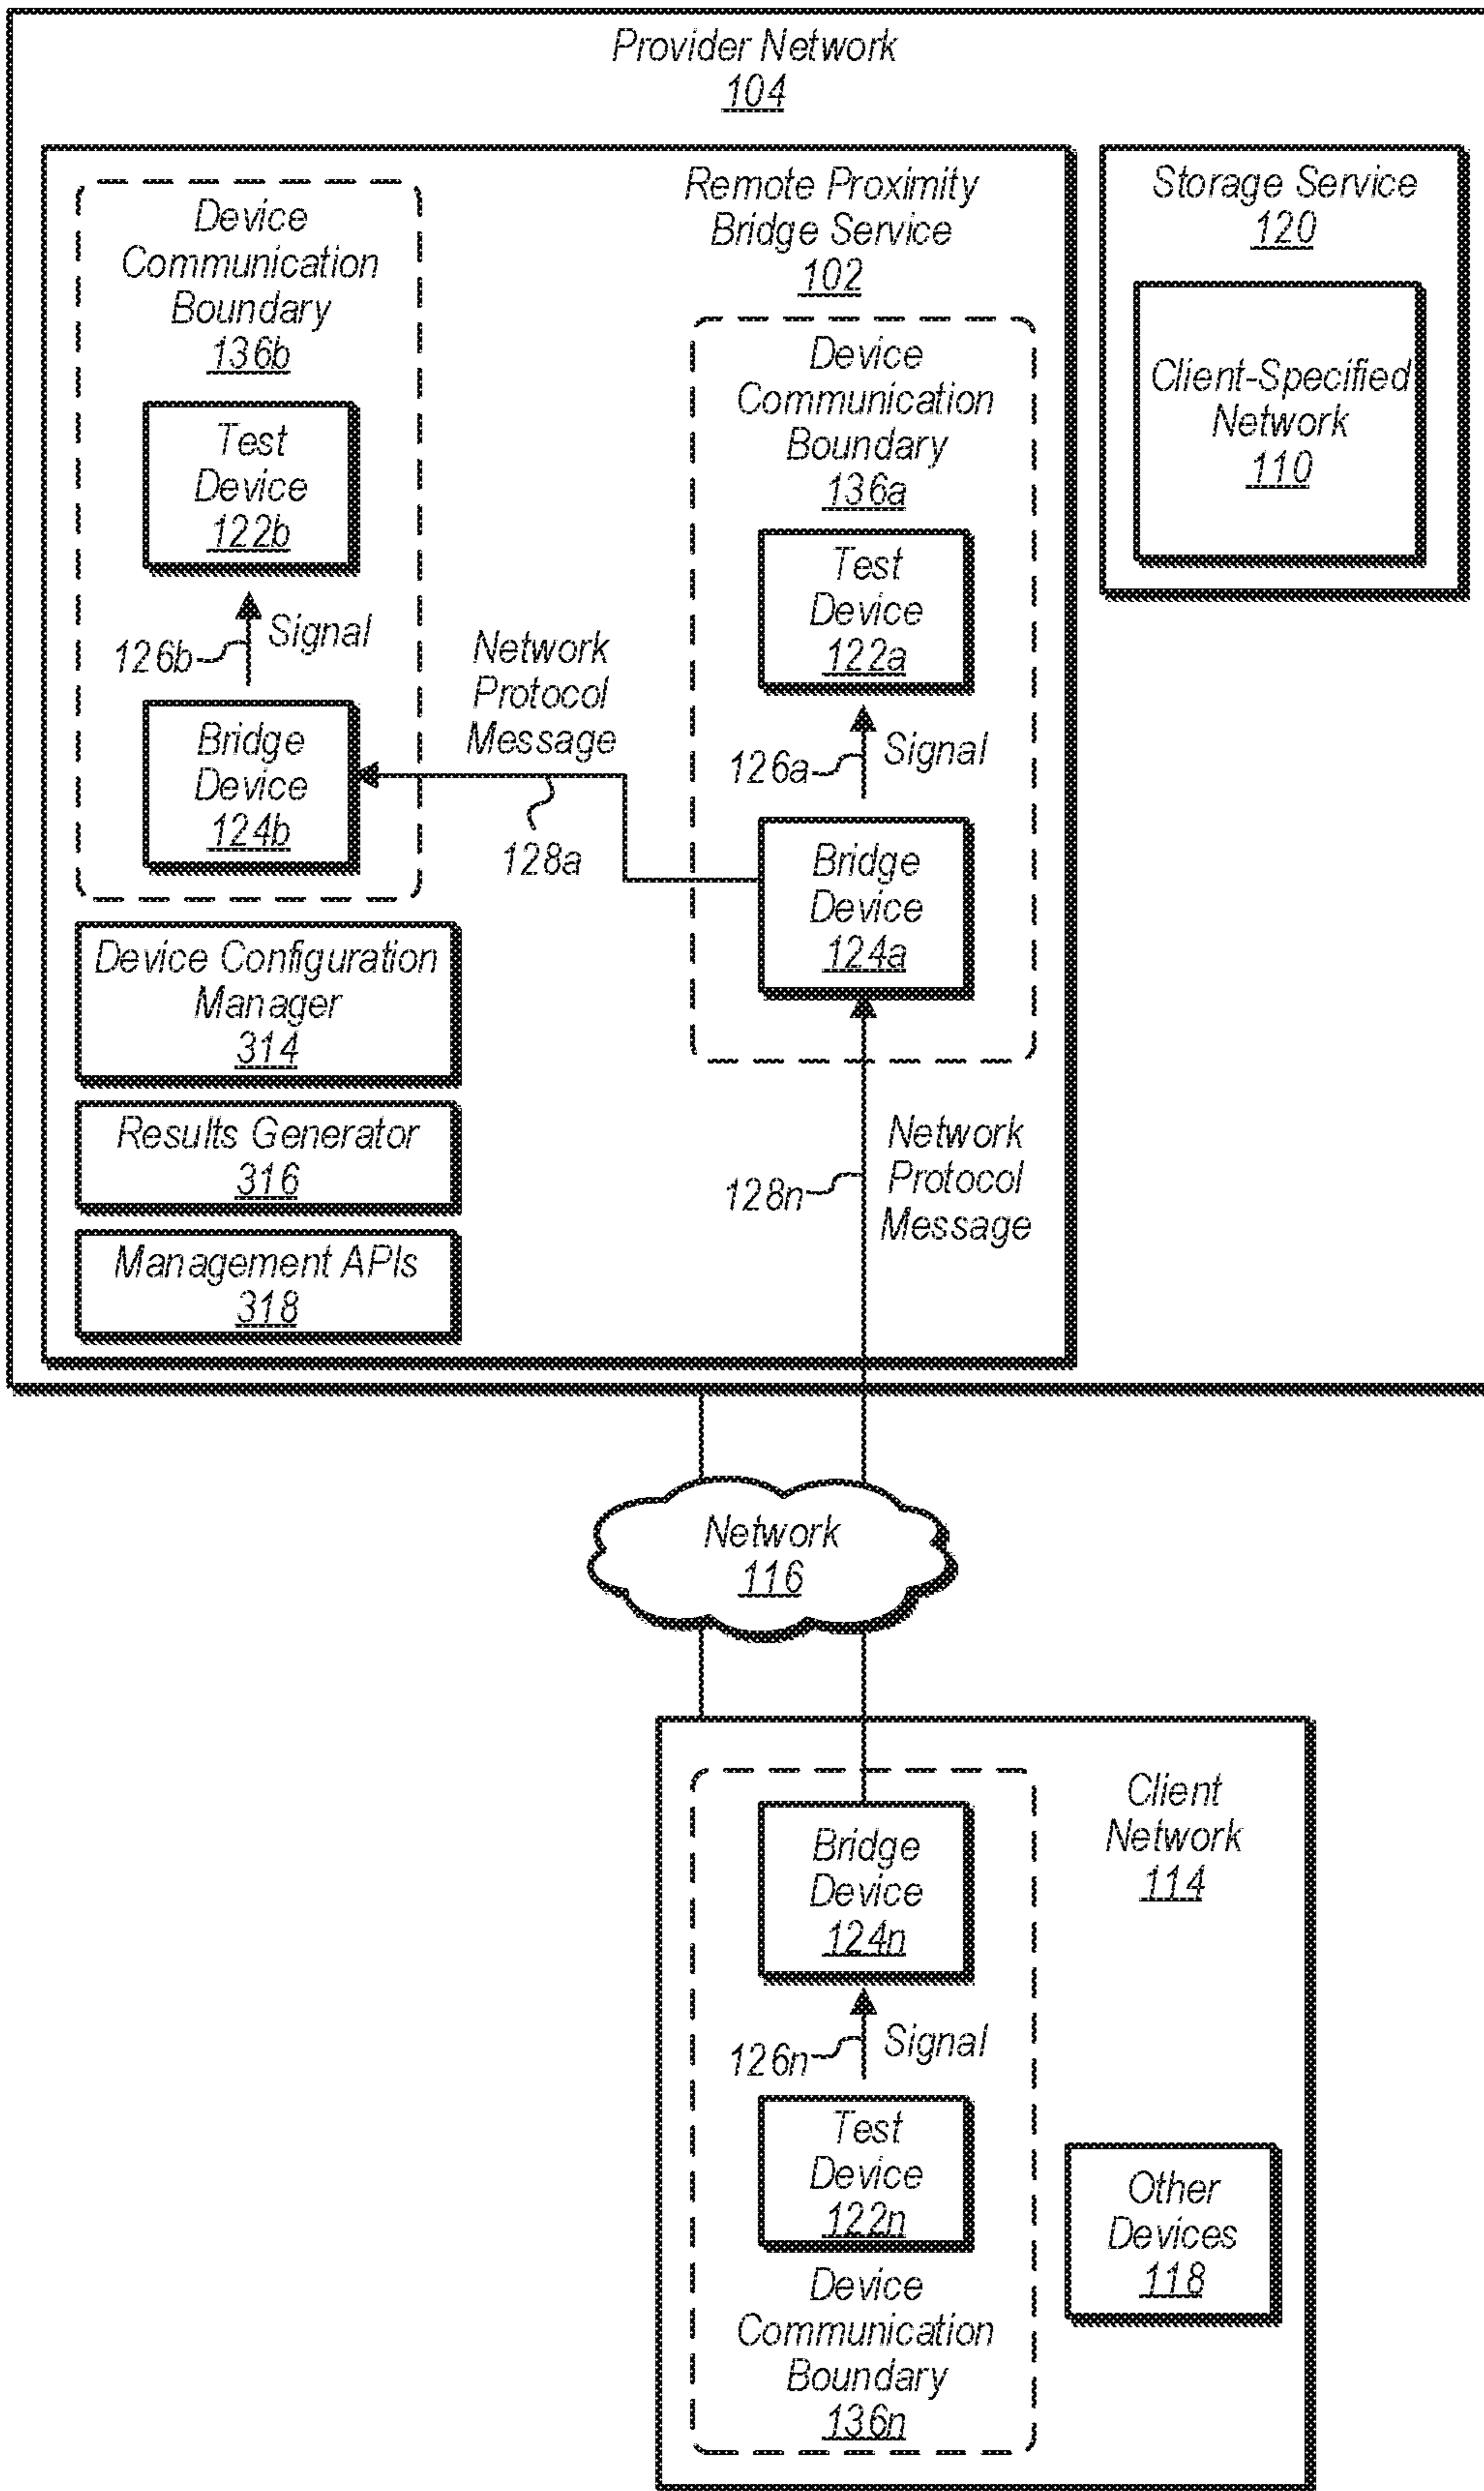 Provider Network
104
Remote Proximity
Bridge Service
102
Device
Communication
Boundary
136b
Test
Device
122b
126b
Signal
Bridge
Device
124b
Network
Protocol
Message
128a
Device
Communication
Boundary
136a
Test
Device
122a
126a
Signal
Bridge
Device
124a
Storage Service
120
Client-Specified
Network
110
Device Configuration
Manager
314
Results Generator
316
Management APIs
318
128n
Network
Protocol
Message
Network
116
Client
Network
114
Bridge
Device
124n
126n
Signal
Test
Device
122n
Device
Communication
Boundary
136n
Other
Devices
118